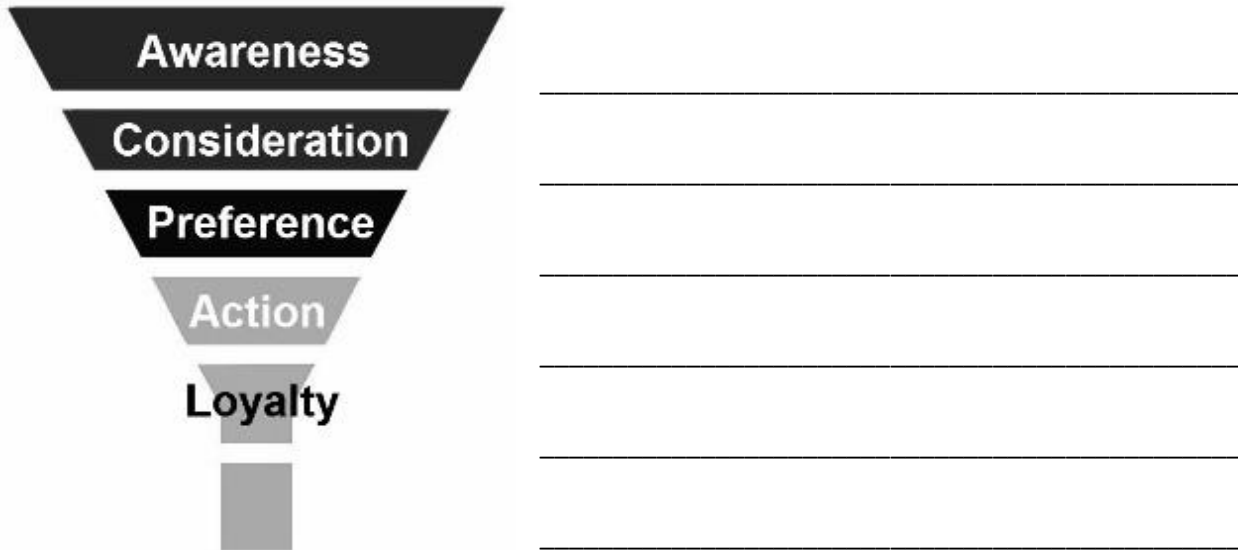 Awareness
Consideration
Preference
Action
Loyalty